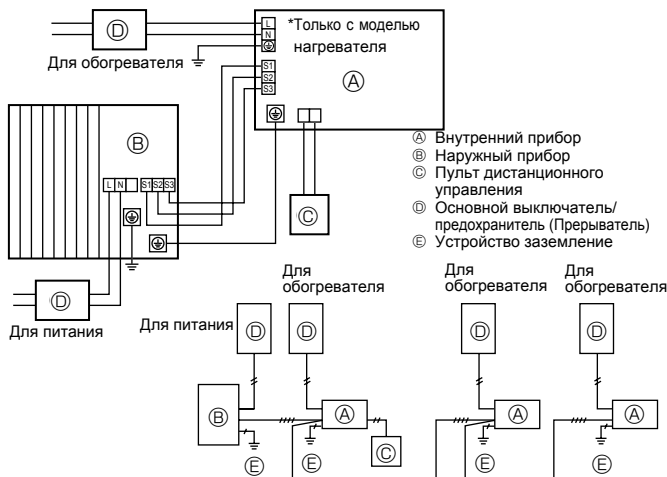 D
Для обогревателя
L
N
*Только с моделью
нагревателя
S1
S2
S3
A
B
L N S1 S2 S3
C
D
Для питания
A Внутренний прибор
B Наружный прибор
C Пульт дистанционного
управления
D Основной выключатель/
предохранитель (Прерыватель)
E Устройство заземление
Для питания
Для
обогревателя
Для
обогревателя
Для
обогревателя
D
D
D
D
B
A
A
A
C
E
E
E
E